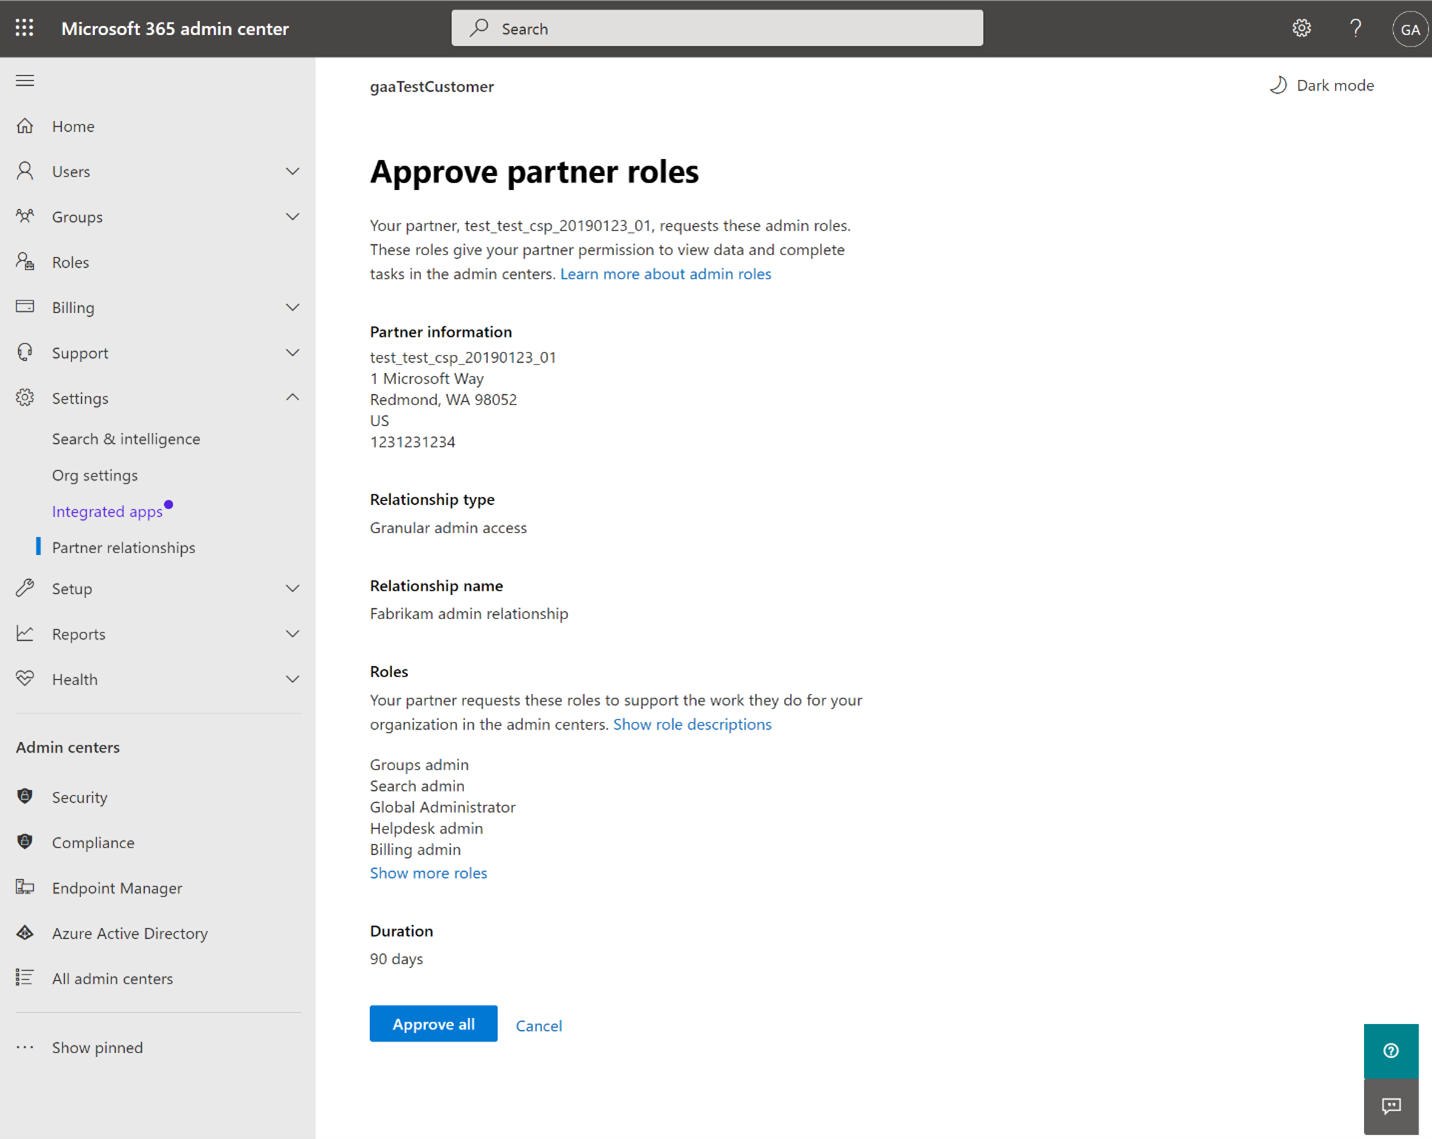 Microsoft 365 admin center
Search
?
GA
gaaTestCustomer
Dark mode
Home
Users
Groups
Roles
Billing
Support
Settings
Search & intelligence
Org settings
Integrated apps
Partner relationships
Setup
Reports
Health
Admin centers
Security
Compliance
Endpoint Manager
Azure Active Directory
All admin centers
Show pinned
Approve partner roles
Your partner, test_test_csp_20190123_01, requests these admin roles.
These roles give your partner permission to view data and complete
tasks in the admin centers. Learn more about admin roles
Partner information
test_test_csp_20190123_01
1 Microsoft Way
Redmond, WA 98052
US
1231231234
Relationship type
Granular admin access
Relationship name
Fabrikam admin relationship
Roles
Your partner requests these roles to support the work they do for your
organization in the admin centers. Show role descriptions
Groups admin
Search admin
Global Administrator
Helpdesk admin
Billing admin
Show more roles
Duration
90 days
Approve all
Cancel